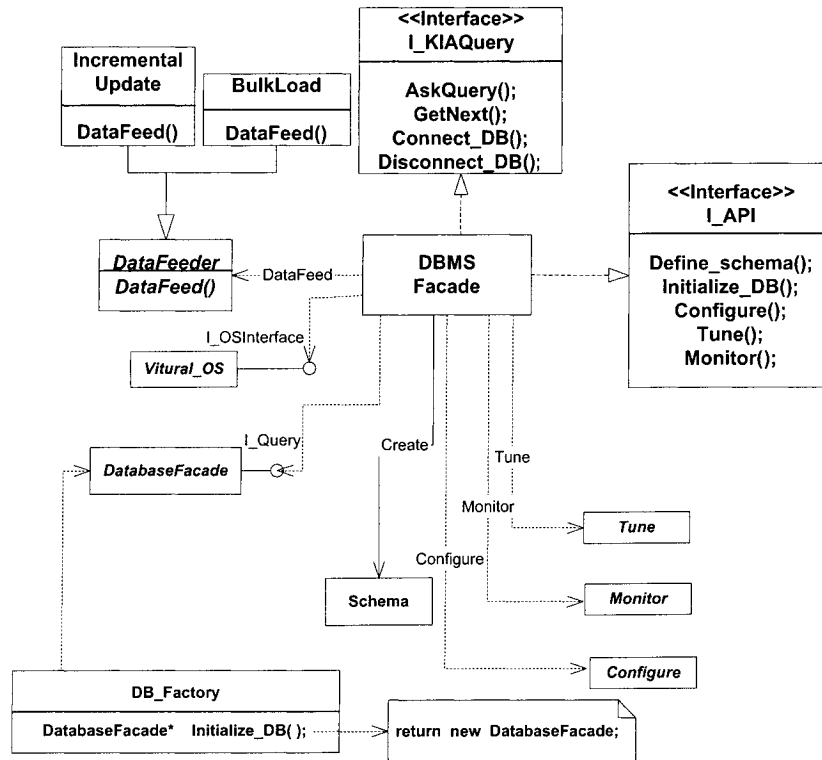 <<Interface>>
I_KIAQuery
AskQuery();
GetNext();
Connect_DB();
Disconnect_DB();
Incremental
Update
DataFeed()
BulkLoad
DataFeed()
<<Interface>>
I_API
Define_schema();
Initialize_DB();
Configure();
Tune();
Monitor();
DataFeeder
DataFeed()
DataFeed
DBMS
Facade
I_OSInterface
Vitural_OS
I_Query
DatabaseFacade
Create
Tune
Monitor
Configure
Tune
Schema
Monitor
Configure
DB_Factory
DatabaseFacade* Initialize_DB( );
return new DatabaseFacade;